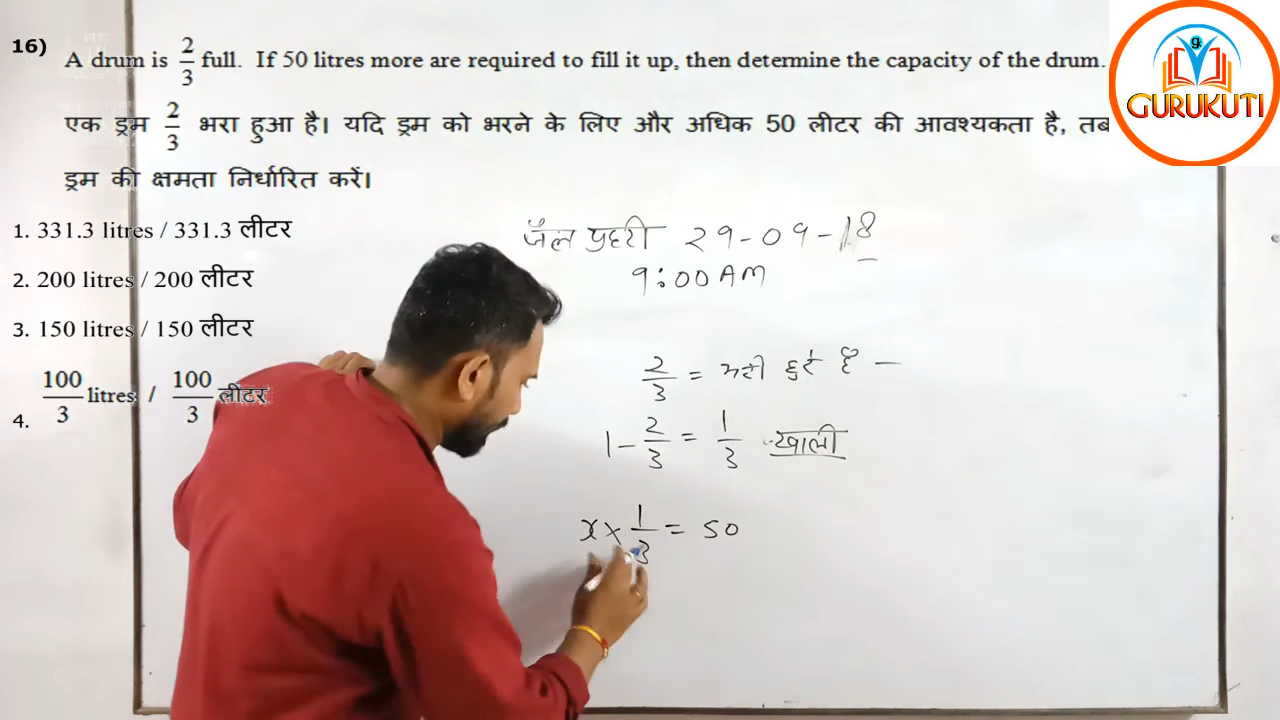 16) A drum is 2/3 full. If 50 litres more are required to fill it up, then determine the capacity of the drum.
एक ड्रम 2/3 भरा हुआ है। यदि ड्रम को भरने के लिए और अधिक 50 लीटर की आवश्यकता है, तब
ड्रम की क्षमता निर्धारित करें।
1. 331.3 litres / 331.3 लीटर
2. 200 litres / 200 लीटर
3. 150 litres / 150 लीटर
4. 100/3 litres / 100/3 लीटर
g
GURUKUTI
जेल प्रहरी 29-09-18
9:00 AM
2/3 = भरी हुई है —
1 - 2/3 = 1/3 खाली
x × 1/3 = 50